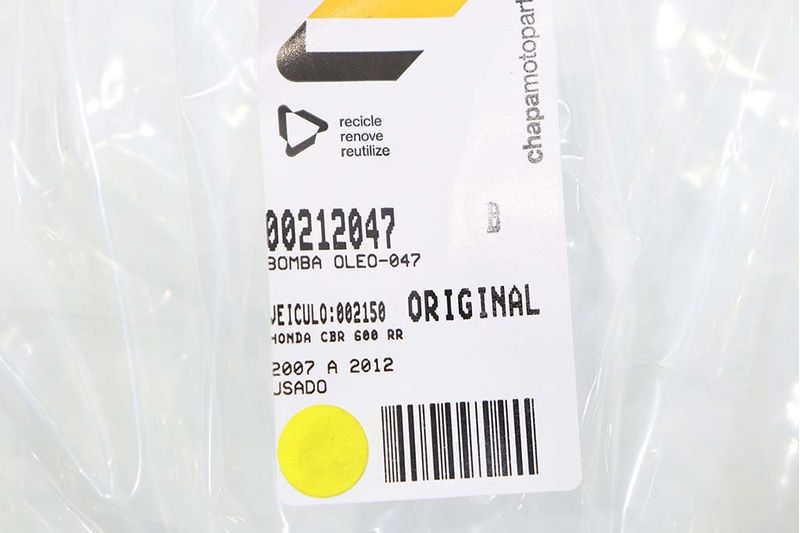 chapamotopart
recicle
renove
reutilize
00212047
BOMBA OLEO-047
VEICULO:002150 ORIGINAL
HONDA CBR 600 RR
2007 A 2012
USADO